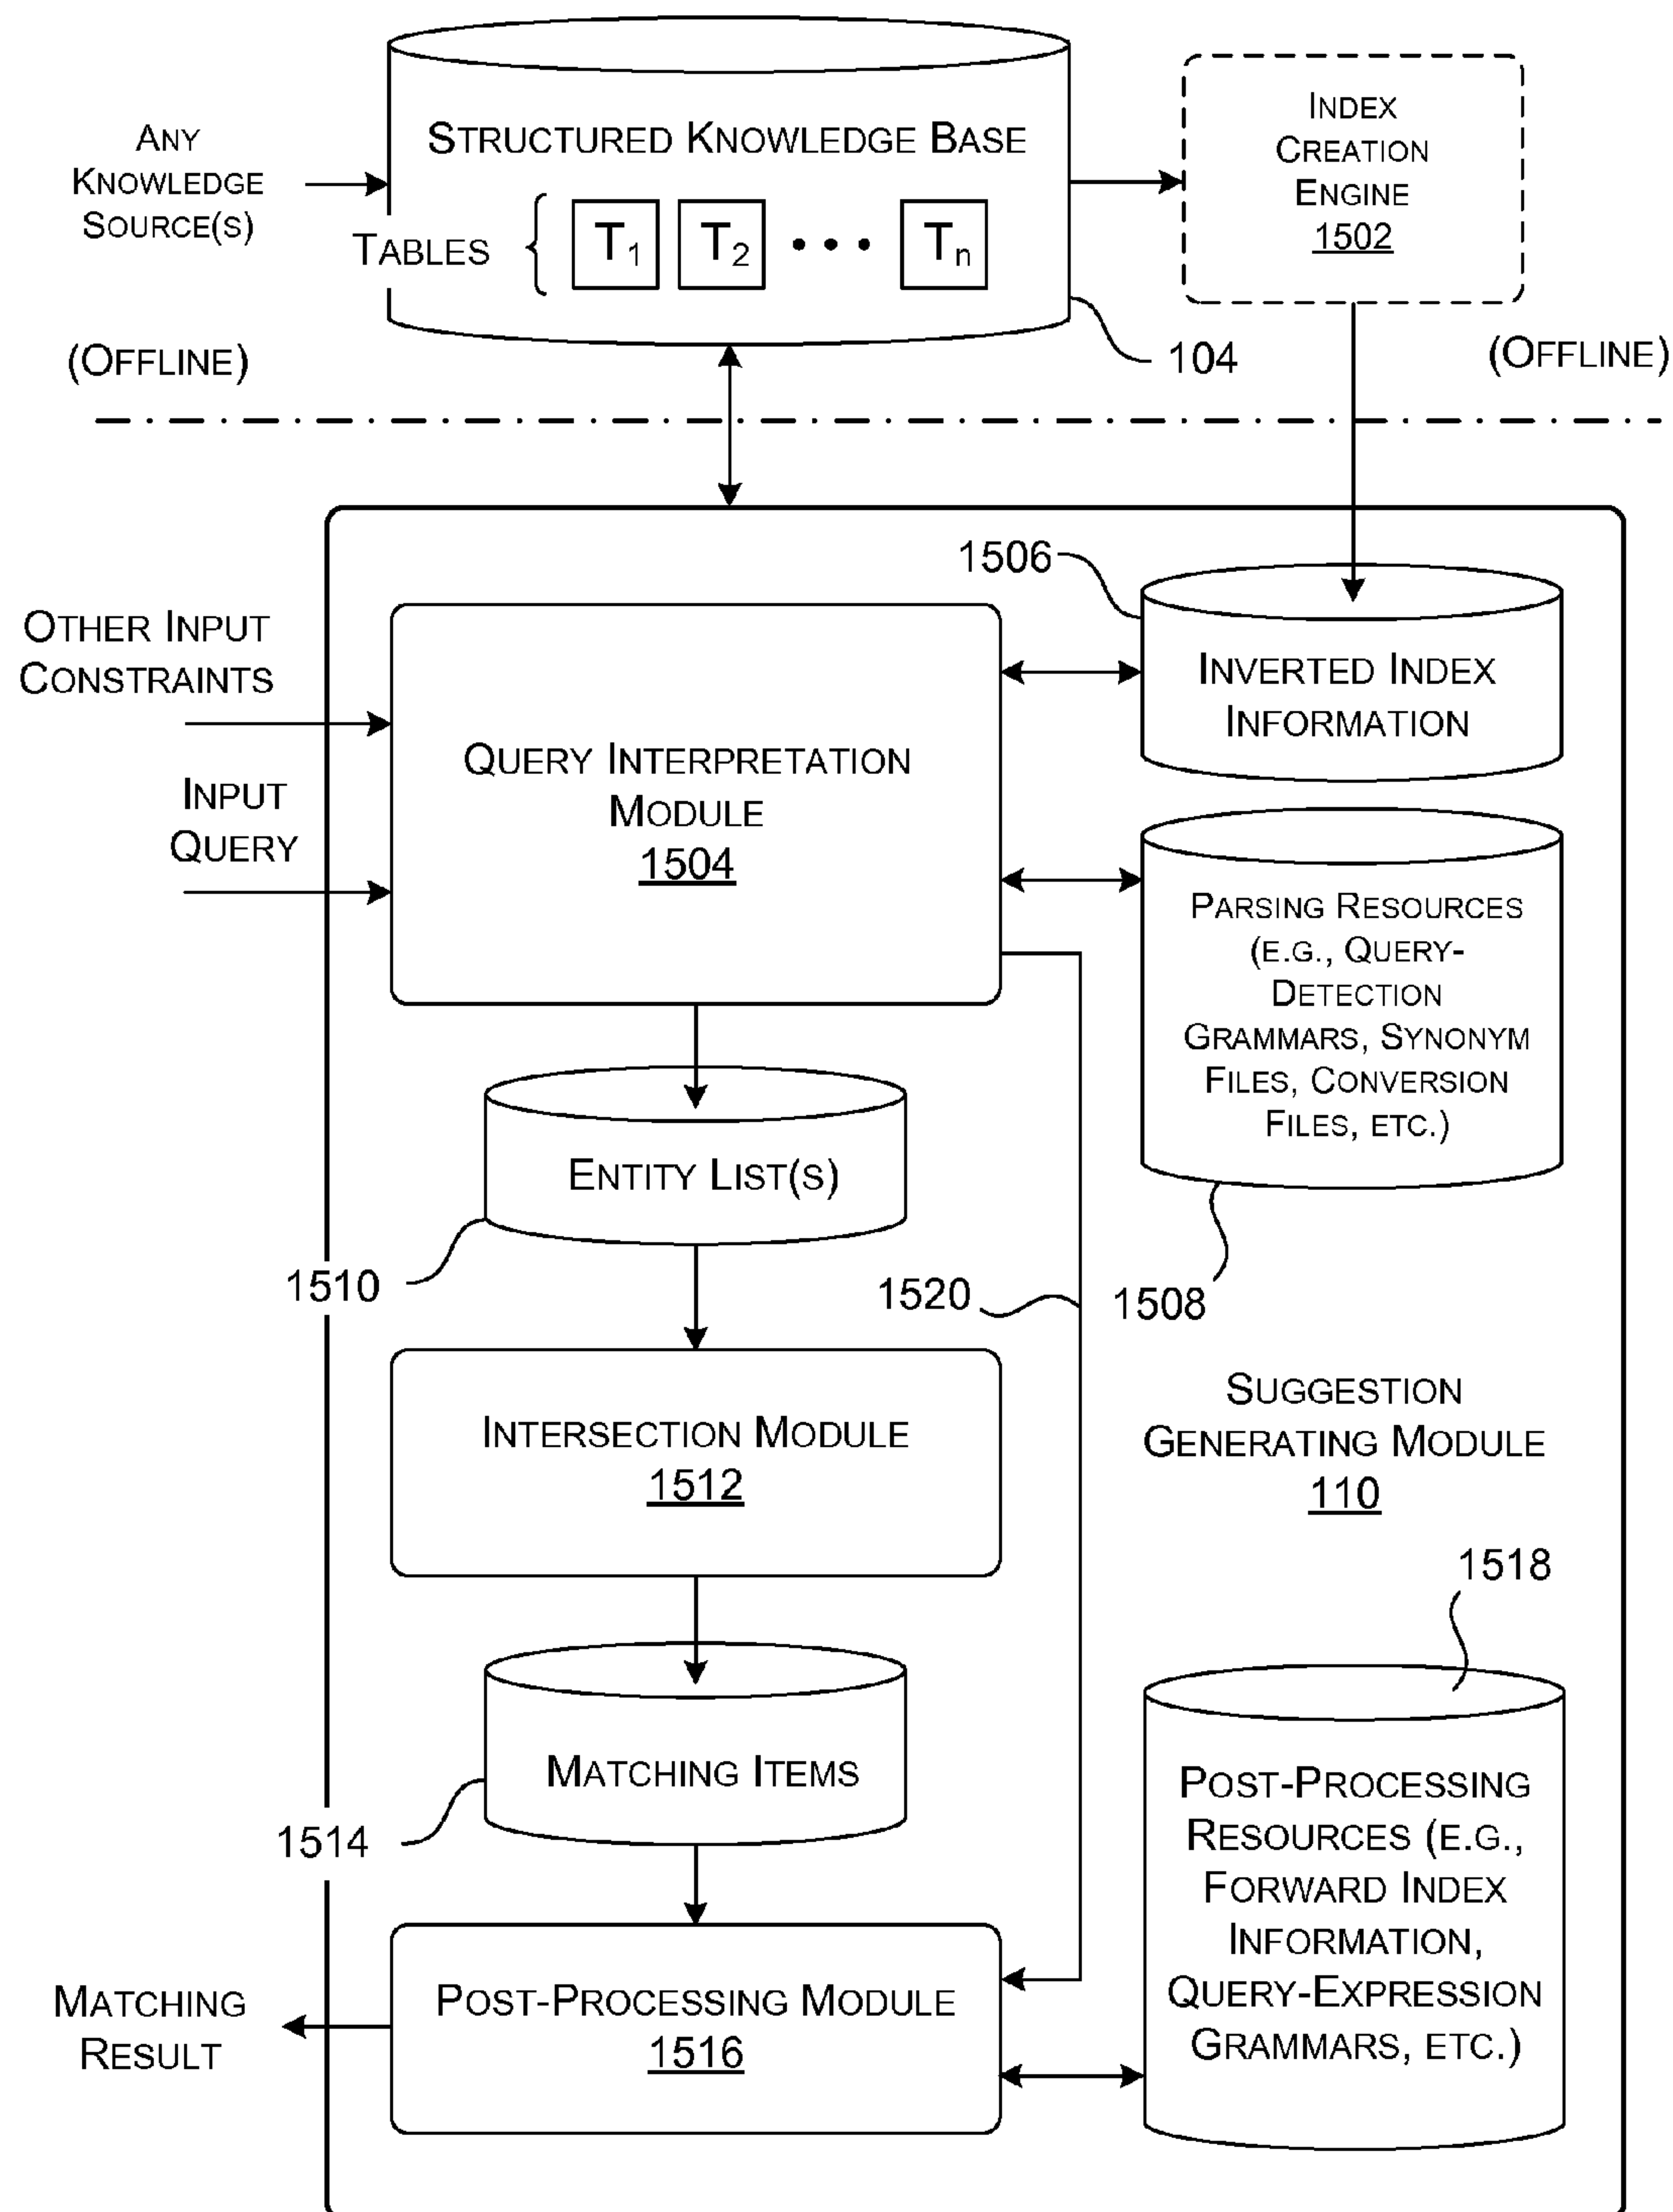 ANY
KNOWLEDGE
SOURCE(S)
STRUCTURED KNOWLEDGE BASE
TABLES { T1 T2 • • • Tn
INDEX
CREATION
ENGINE
1502
104
(OFFLINE)
(OFFLINE)
OTHER INPUT
CONSTRAINTS
INPUT
QUERY
QUERY INTERPRETATION
MODULE
1504
1506
INVERTED INDEX
INFORMATION
PARSING RESOURCES
(E.G., QUERY-
DETECTION
GRAMMARS, SYNONYM
FILES, CONVERSION
FILES, ETC.)
1508
ENTITY LIST(S)
1510
1520
INTERSECTION MODULE
1512
SUGGESTION
GENERATING MODULE
110
MATCHING ITEMS
1514
1518
POST-PROCESSING
RESOURCES (E.G.,
FORWARD INDEX
INFORMATION,
QUERY-EXPRESSION
GRAMMARS, ETC.)
POST-PROCESSING MODULE
1516
MATCHING
RESULT